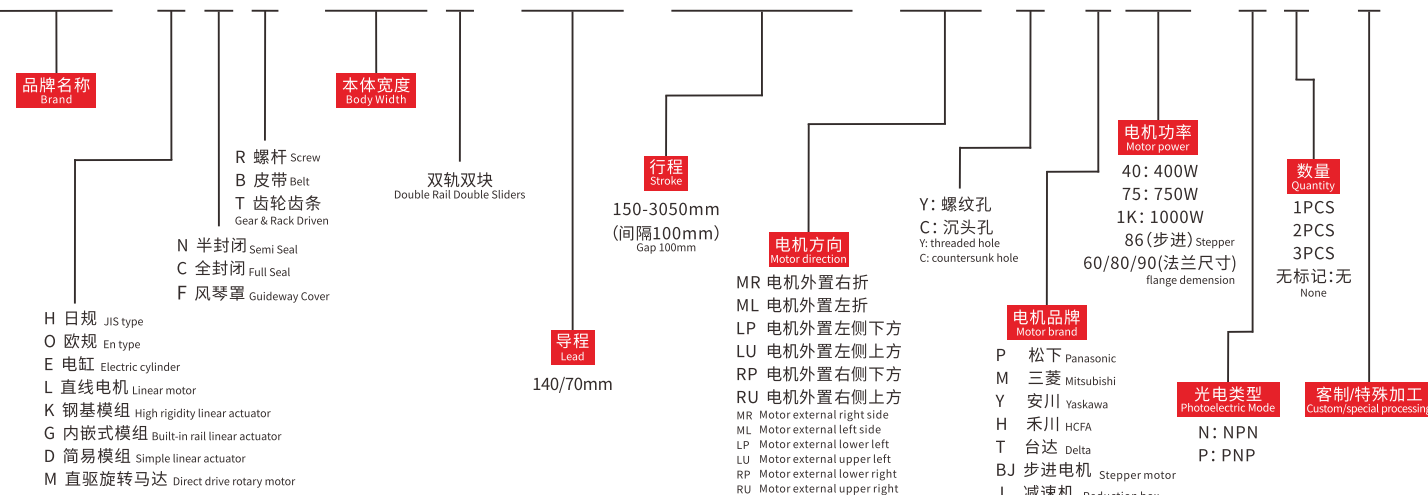 品牌名称
Brand
R 螺杆 Screw
B 皮带 Belt
T 齿轮齿条
Gear & Rack Driven
N 半封闭 Semi Seal
C 全封闭 Full Seal
F 风琴罩 Guideway Cover
H 日规 JIS type
O 欧规 En type
E 电缸 Electric cylinder
L 直线电机 Linear motor
K 钢基模组 High rigidity linear actuator
G 内嵌式模组 Built-in rail linear actuator
D 简易模组 Simple linear actuator
M 直驱旋转马达 Direct drive rotary motor
本体宽度
Body Width
双轨双块
Double Rail Double Sliders
导程
Lead
140/70mm
行程
Stroke
150-3050mm
(间隔100mm)
Gap 100mm
电机方向
Motor direction
MR 电机外置右折
ML 电机外置左折
LP 电机外置左侧下方
LU 电机外置左侧上方
RP 电机外置右侧下方
RU 电机外置右侧上方
MR Motor external right side
ML Motor external left side
LP Motor external lower left
LU Motor external upper left
RP Motor external lower right
RU Motor external upper right
Y: 螺纹孔
C: 沉头孔
Y: threaded hole
C: countersunk hole
电机品牌
Motor brand
P 松下 Panasonic
M 三菱 Mitsubishi
Y 安川 Yaskawa
H 禾川 HCFA
T 台达 Delta
BJ 步进电机 Stepper motor
减速机
电机功率
Motor power
40: 400W
75: 750W
1K: 1000W
86(步进) Stepper
60/80/90(法兰尺寸)
flange demension
光电类型
Photoelectric Mode
N: NPN
P: PNP
数量
Quantity
1PCS
2PCS
3PCS
无标记:无
None
客制/特殊加工
Custom/special processing